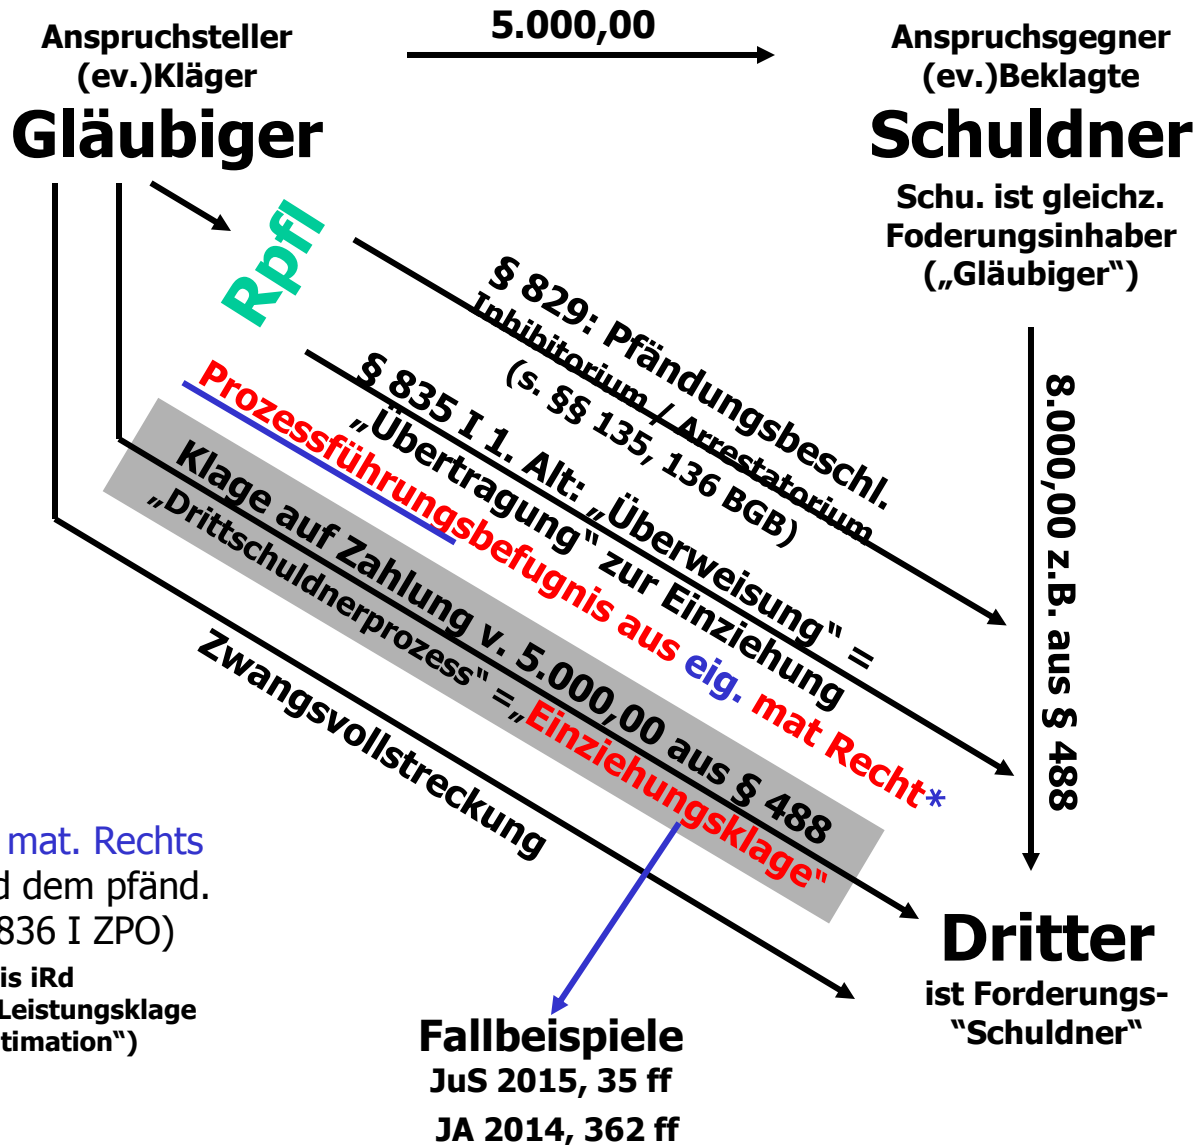 Anspruchsteller
(ev.)Kläger
Gläubiger
5.000,00
Anspruchsgegner
(ev.)Beklagte
Schuldner
Schu. ist gleichz.
Foderungsinhaber
(„Gläubiger“)
Rpfl
§ 829: Pfändungsbeschl.
Inhibitorium / Arrestatorium
(s. §§ 135, 136 BGB)
§ 835 I 1. Alt: „Überweisung“ =
„Übertragung“ zur Einziehung
Prozessführungsbefugnis aus eig. mat Recht*
Klage auf Zahlung v. 5.000,00 aus § 488
„Drittschuldnerprozess“ =„Einziehungsklage“
Zwangsvollstreckung
8.000,00 z.B. aus § 488
mat. Rechts
d dem pfänd.
836 I ZPO)
is iRd
Leistungsklage
timation“)
Dritter
ist Forderungs-
“Schuldner“
Fallbeispiele
JuS 2015, 35 ff
JA 2014, 362 ff